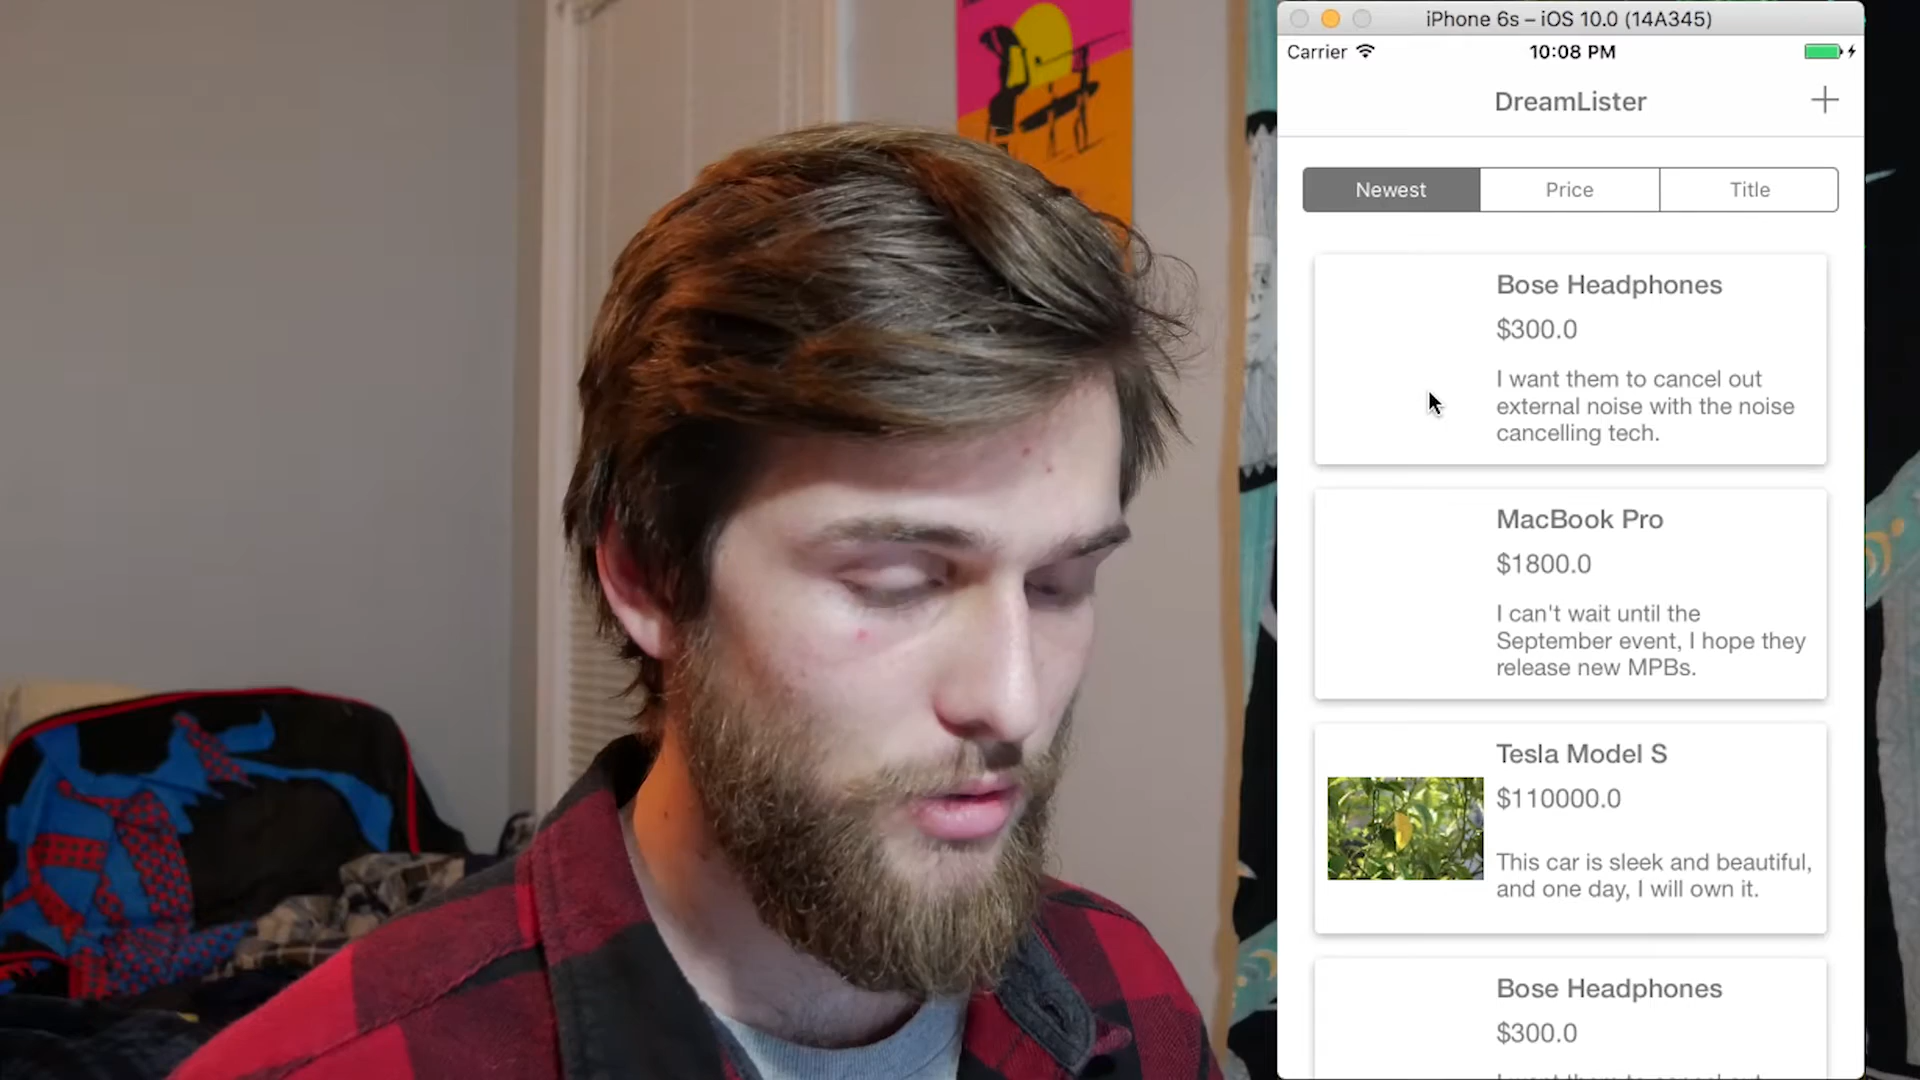 iPhone 6s – iOS 10.0 (14A345)
Carrier 10:08 PM
DreamLister
Newest Price Title
Bose Headphones
$300.0
I want them to cancel out
external noise with the noise
cancelling tech.
MacBook Pro
$1800.0
I can't wait until the
September event, I hope they
release new MPBs.
Tesla Model S
$110000.0
This car is sleek and beautiful,
and one day, I will own it.
Bose Headphones
$300.0